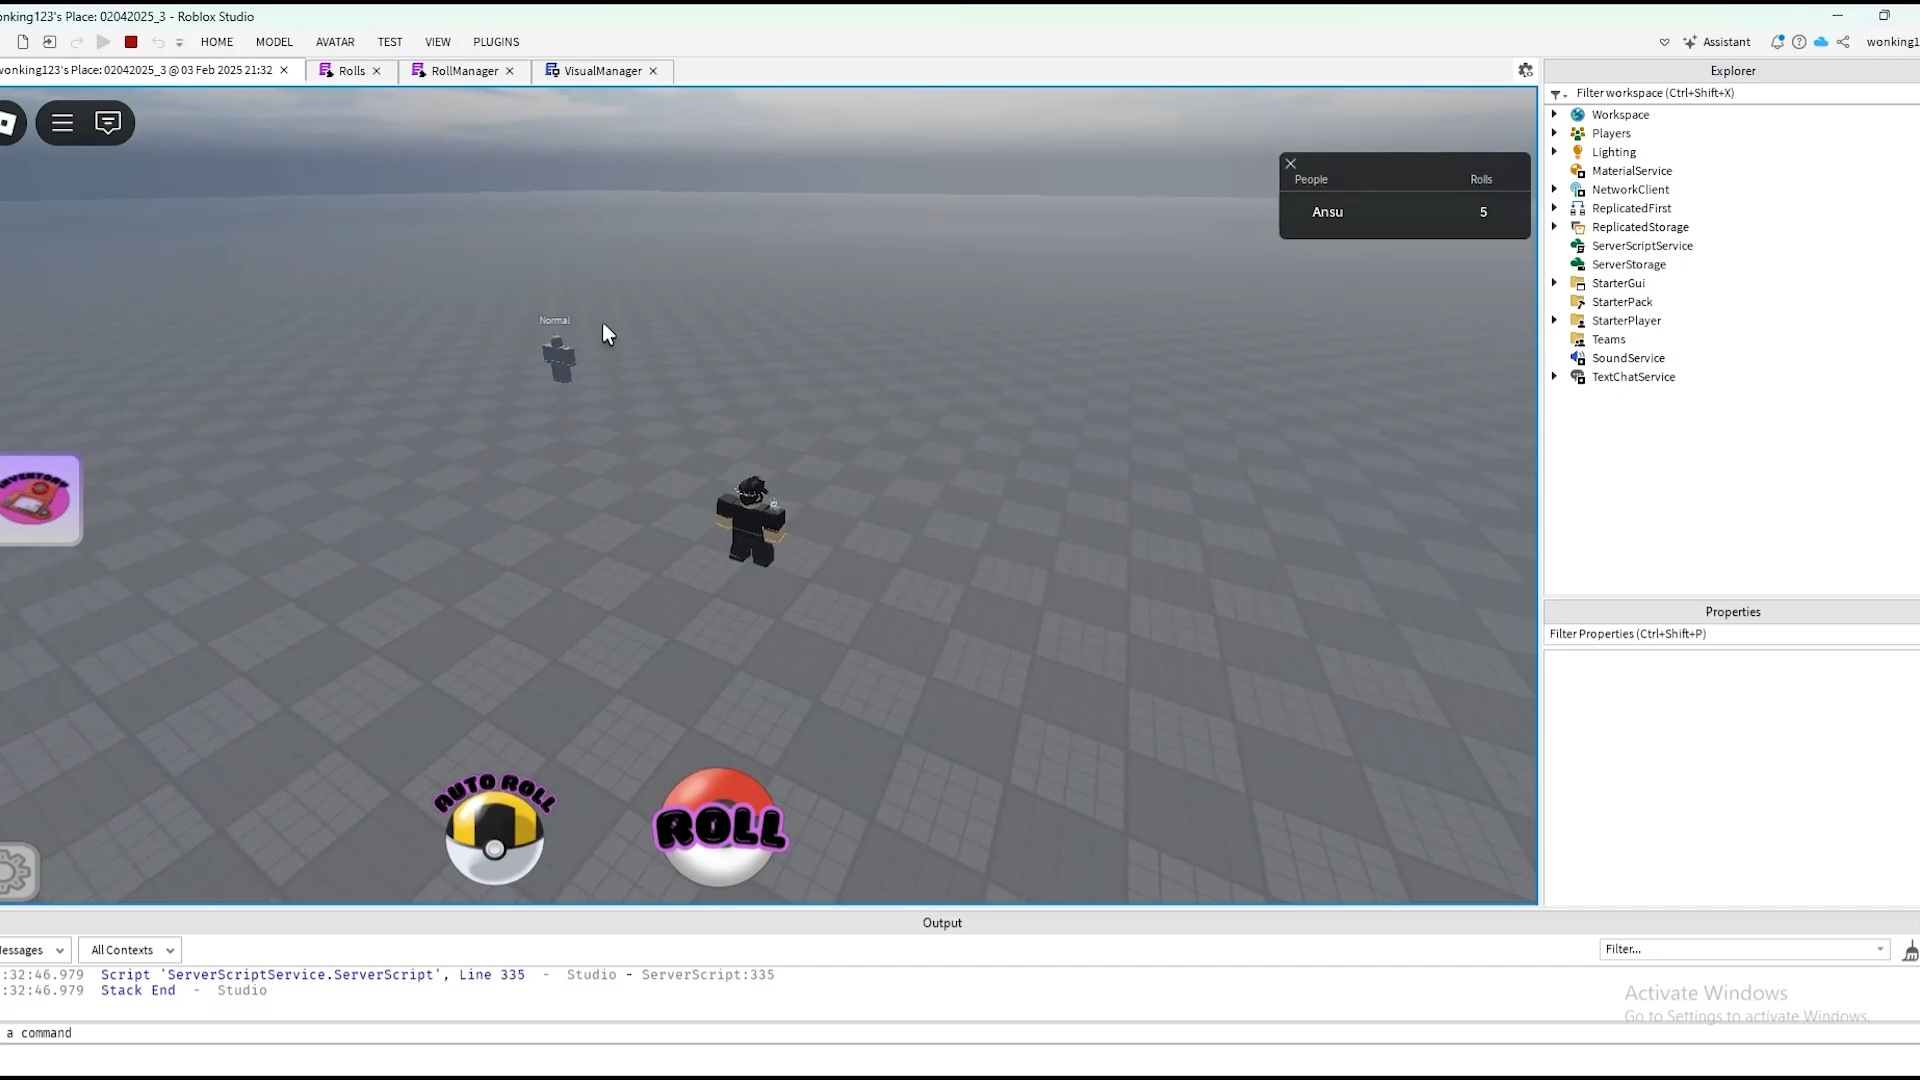 onking123's Place: 02042025_3 - Roblox Studio
HOME MODEL AVATAR TEST VIEW PLUGINS
Assistant
wonking1
wonking123's Place: 02042025_3 @ 03 Feb 2025 21:32
Rolls
RollManager
VisualManager
Explorer
Filter workspace (Ctrl+Shift+X)
Workspace
Players
Lighting
MaterialService
NetworkClient
ReplicatedFirst
ReplicatedStorage
ServerScriptService
ServerStorage
StarterGui
StarterPack
StarterPlayer
Teams
SoundService
TextChatService
People Rolls
Ansu 5
Normal
INVENTORY
AUTO ROLL
ROLL
Properties
Filter Properties (Ctrl+Shift+P)
Output
Messages
All Contexts
Filter...
:32:46.979 Script 'ServerScriptService.ServerScript', Line 335 - Studio - ServerScript:335
:32:46.979 Stack End - Studio
a command
Activate Windows
Go to Settings to activate Windows.